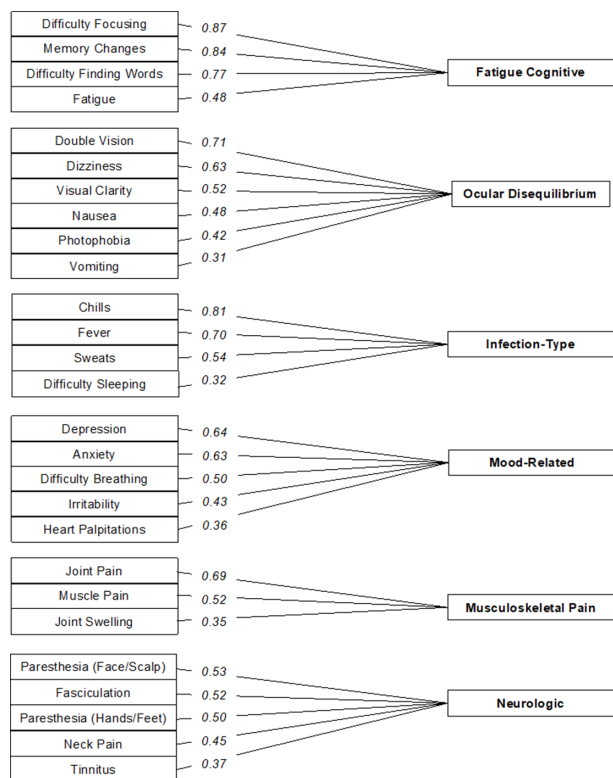 Difficulty Focusing 0.87
Memory Changes 0.84
Difficulty Finding Words 0.77
Fatigue 0.48
Fatigue Cognitive
Double Vision 0.71
Dizziness 0.63
Visual Clarity 0.52
Nausea 0.48
Photophobia 0.42
Vomiting 0.31
Ocular Disequilibrium
Chills 0.81
Fever 0.70
Sweats 0.54
Difficulty Sleeping 0.32
Infection-Type
Depression 0.64
Anxiety 0.63
Difficulty Breathing 0.50
Irritability 0.43
Heart Palpitations 0.36
Mood-Related
Joint Pain 0.69
Muscle Pain 0.52
Joint Swelling 0.35
Musculoskeletal Pain
Paresthesia (Face/Scalp) 0.53
Fasciculation 0.52
Paresthesia (Hands/Feet) 0.50
Neck Pain 0.45
Tinnitus 0.37
Neurologic